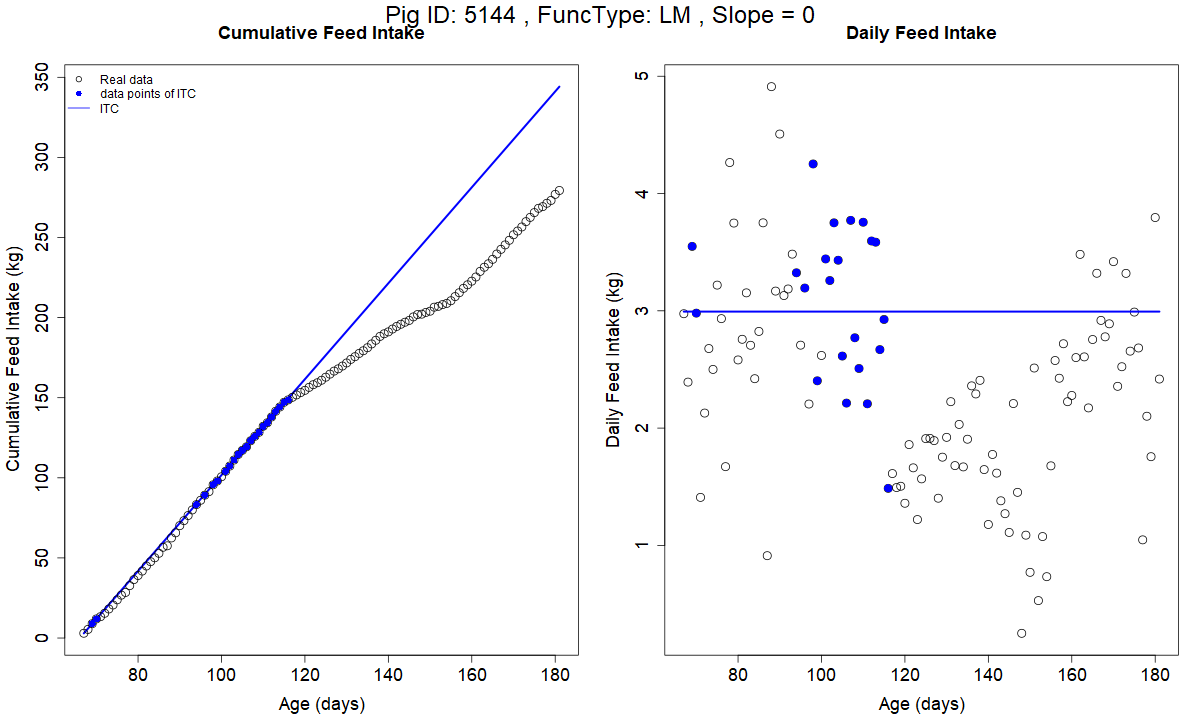 Pig ID: 5144 , FuncType: LM , Slope = 0
Cumulative Feed Intake
Daily Feed Intake
Real data
data points of ITC
ITC
Cumulative Feed Intake (kg)
0
50
100
150
200
250
300
350
80
100
120
140
160
180
Age (days)
Daily Feed Intake (kg)
1
2
3
4
5
80
100
120
140
160
180
Age (days)